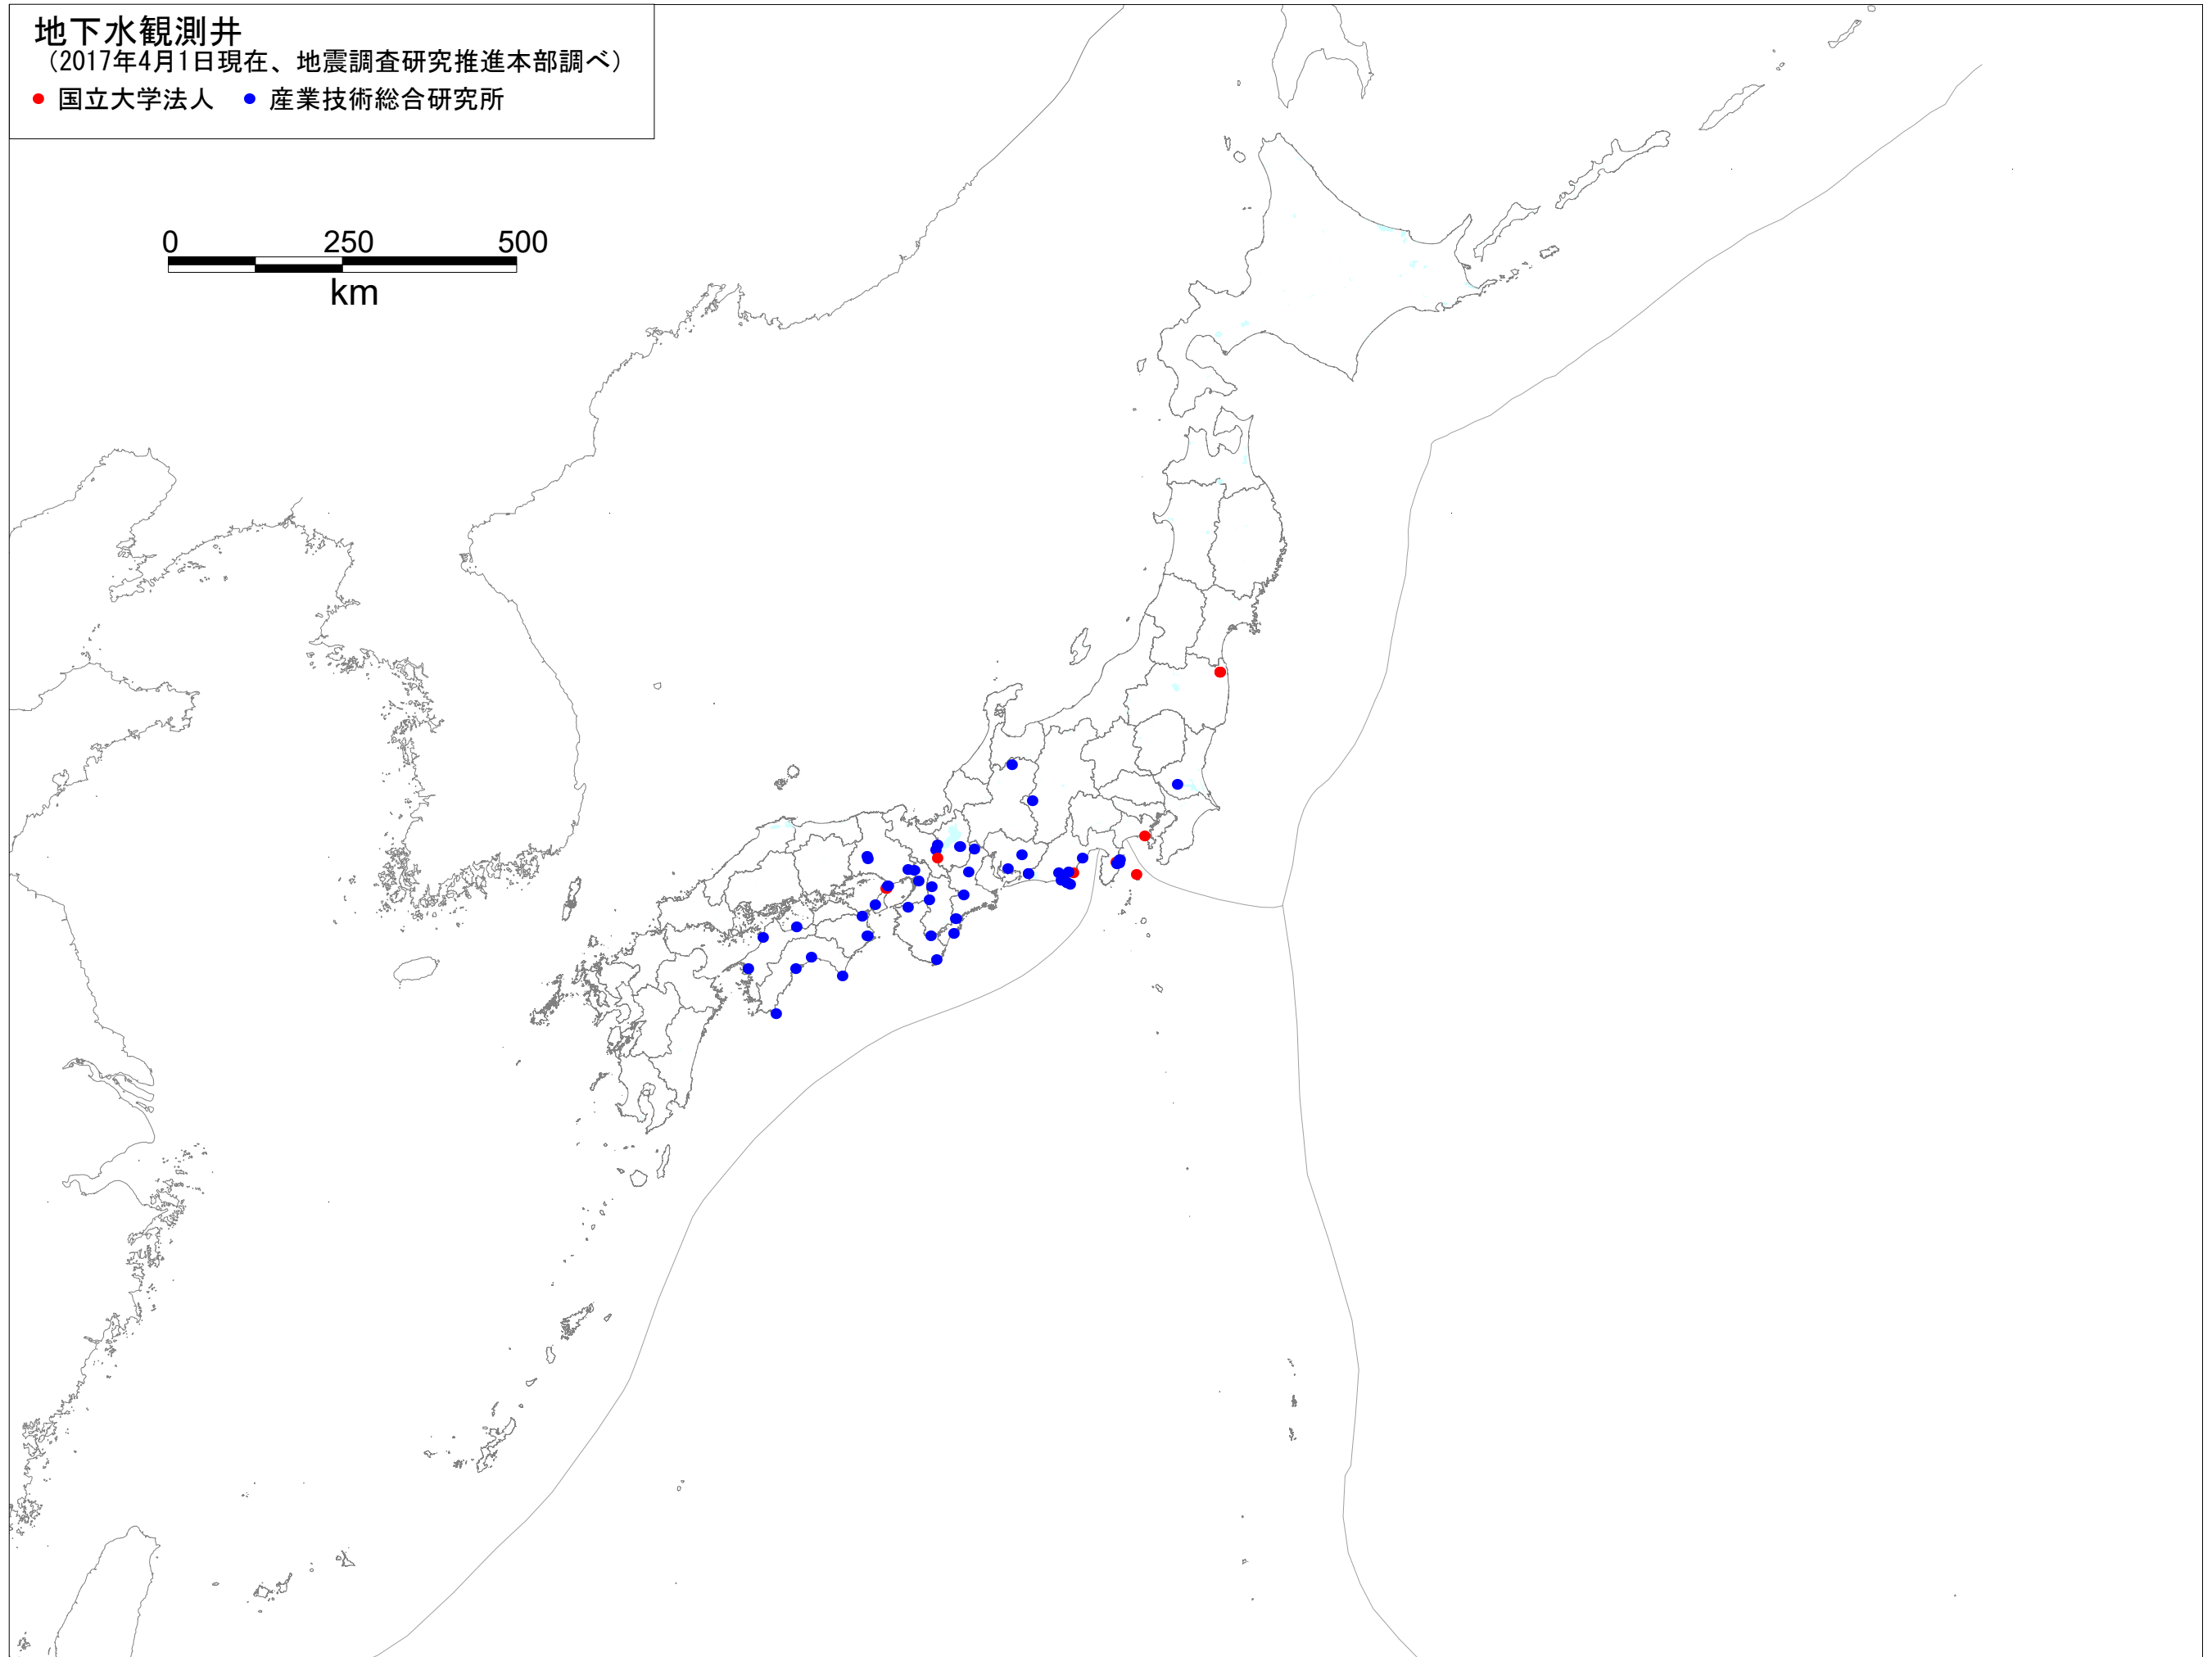 地下水観測井
（2017年4月1日現在、地震調査研究推進本部調べ）
国立大学法人 産業技術総合研究所
0 250 500
km